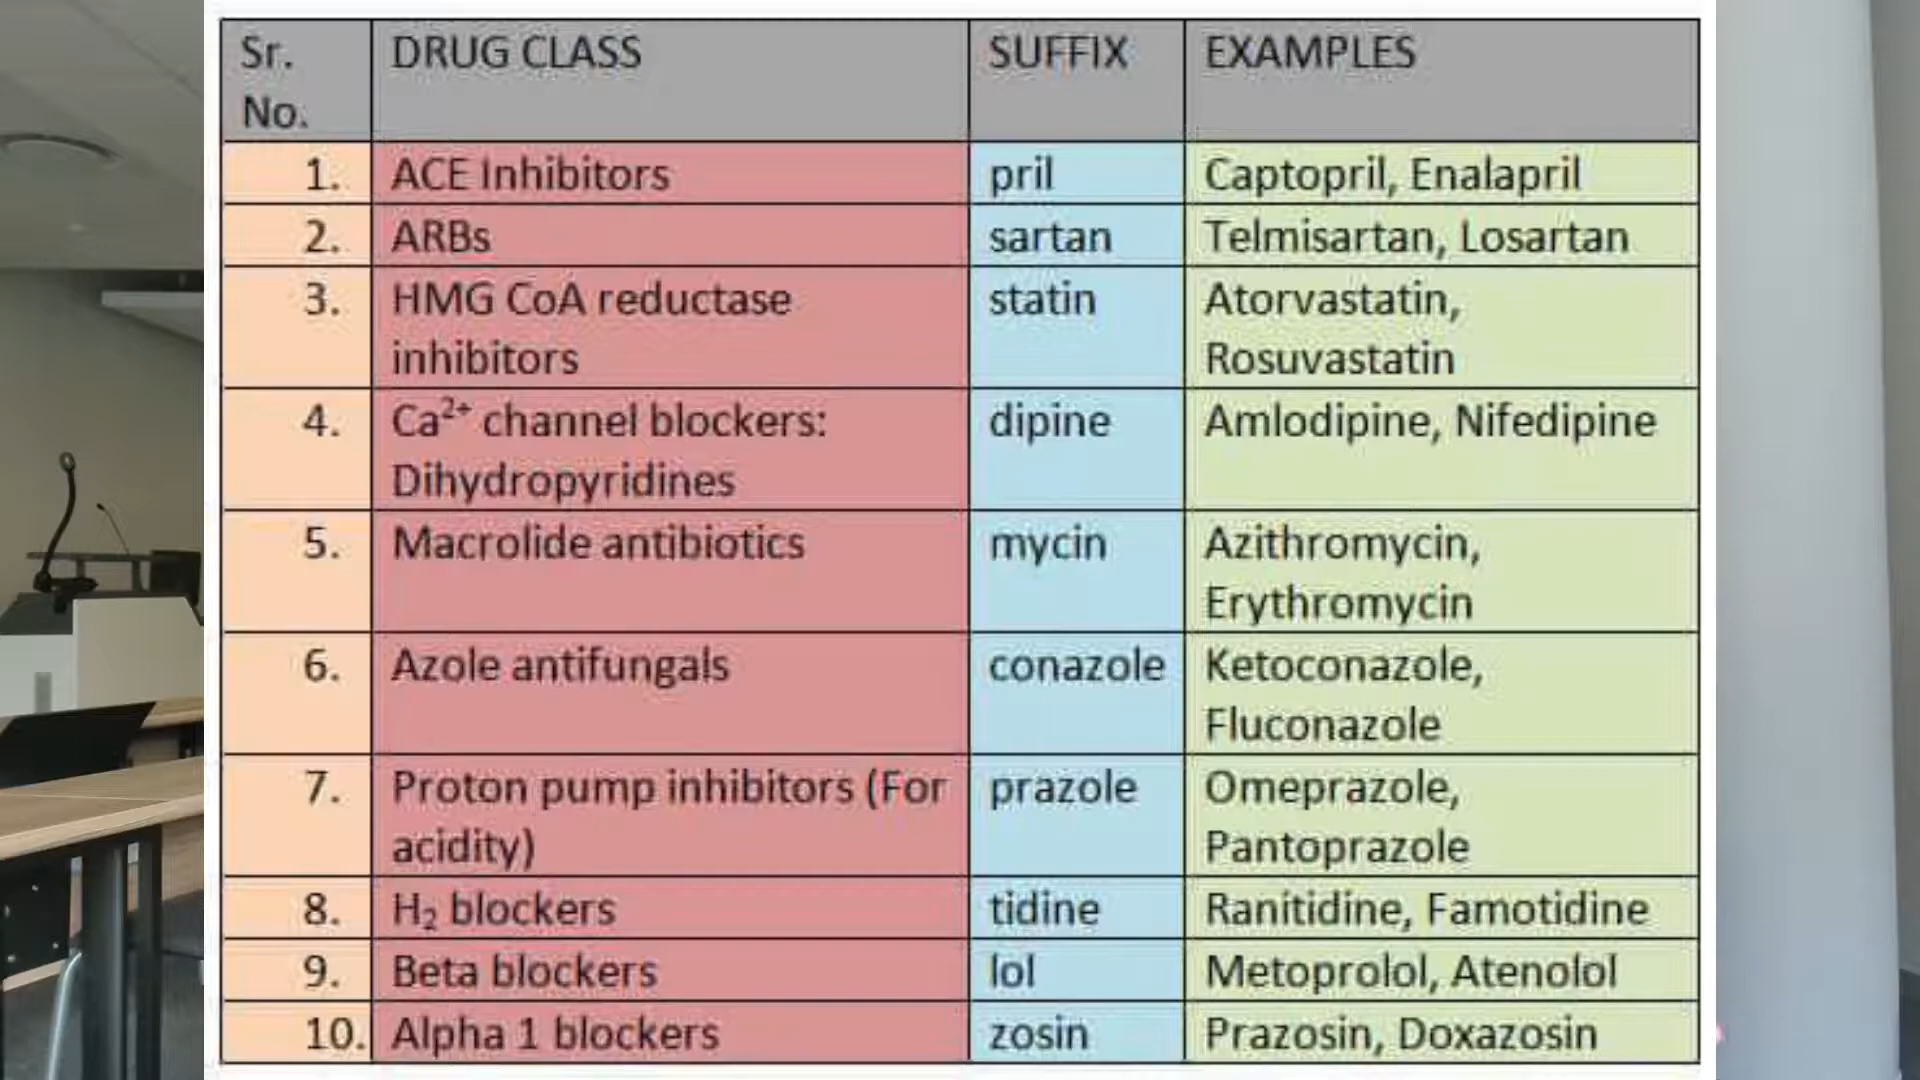 Sr. No. DRUG CLASS SUFFIX EXAMPLES
1. ACE Inhibitors pril Captopril, Enalapril
2. ARBs sartan Telmisartan, Losartan
3. HMG CoA reductase inhibitors statin Atorvastatin, Rosuvastatin
4. Ca²⁺ channel blockers: Dihydropyridines dipine Amlodipine, Nifedipine
5. Macrolide antibiotics mycin Azithromycin, Erythromycin
6. Azole antifungals conazole Ketoconazole, Fluconazole
7. Proton pump inhibitors (For acidity) prazole Omeprazole, Pantoprazole
8. H₂ blockers tidine Ranitidine, Famotidine
9. Beta blockers lol Metoprolol, Atenolol
10. Alpha 1 blockers zosin Prazosin, Doxazosin